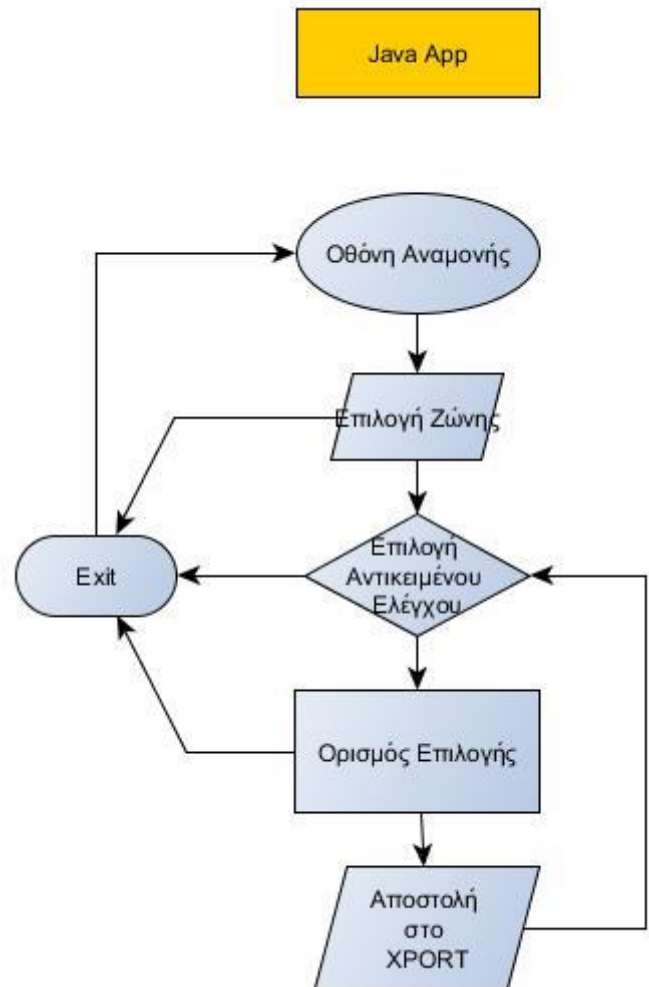 Java App
Οθόνη Αναμονής
Επιλογή Ζώνης
Επιλογή
Αντικειμένου
Ελέγχου
Exit
Ορισμός Επιλογής
Αποστολή
στο
XPORT